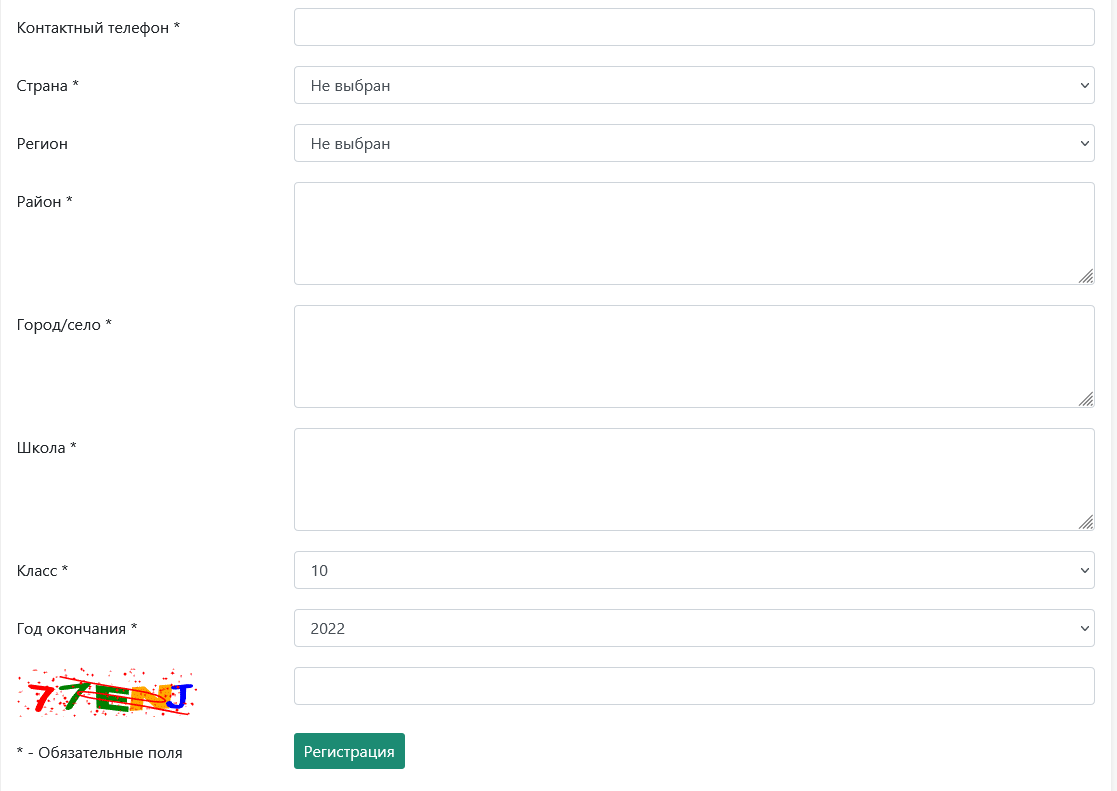 Контактный телефон *
Страна *
Не выбран
Регион
Не выбран
Район *
Город/село *
Школа *
Класс *
10
Год окончания *
2022
77ENJ
* - Обязательные поля
Регистрация